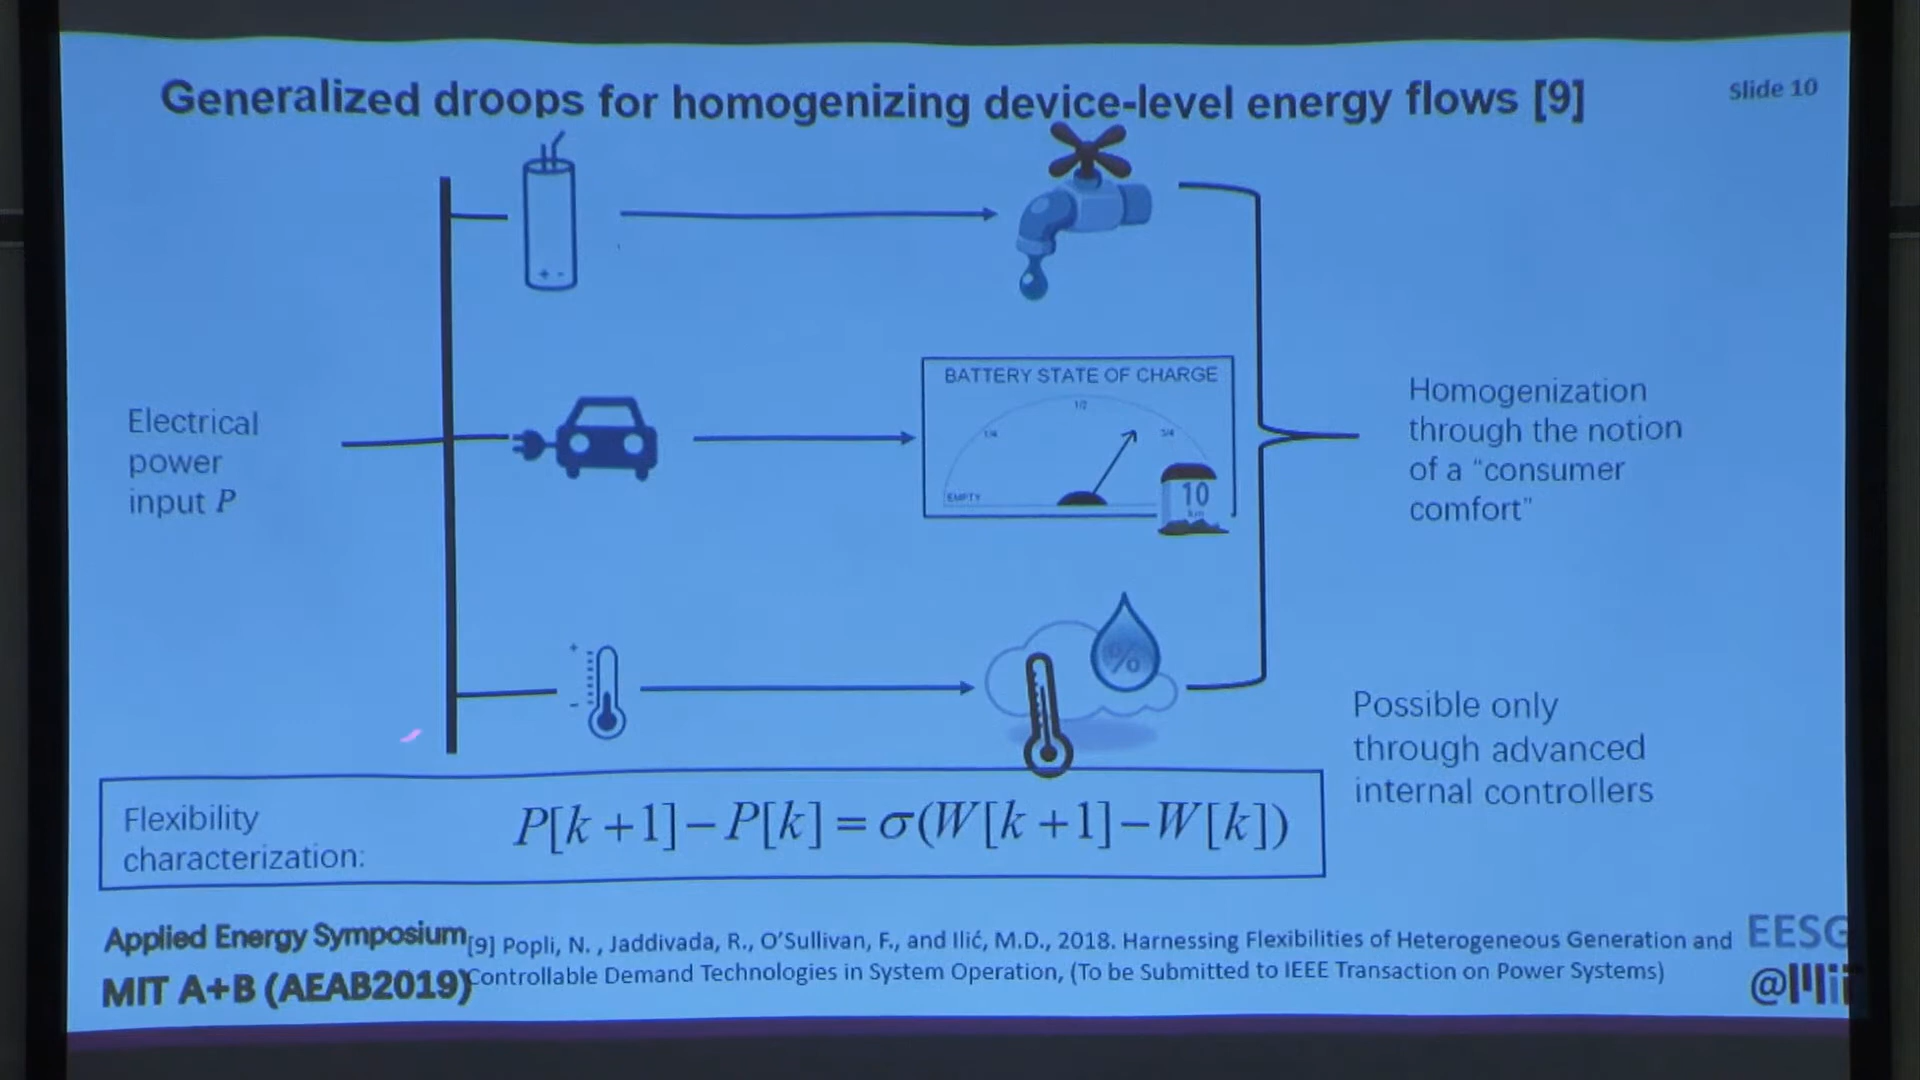 Generalized droops for homogenizing device-level energy flows [9]
Slide 10
+ -
Electrical
power
input P
BATTERY STATE OF CHARGE
1/4
1/2
3/4
EMPTY
10
km
Homogenization
through the notion
of a “consumer
comfort”
+
-
%
Possible only
through advanced
internal controllers
Flexibility
characterization:
P[k+1]−P[k]=σ(W[k+1]−W[k])
Applied Energy Symposium
MIT A+B (AEAB2019)
[9] Popli, N. , Jaddivada, R., O’Sullivan, F., and Ilić, M.D., 2018. Harnessing Flexibilities of Heterogeneous Generation and
Controllable Demand Technologies in System Operation, (To be Submitted to IEEE Transaction on Power Systems)
EESG
@MIT